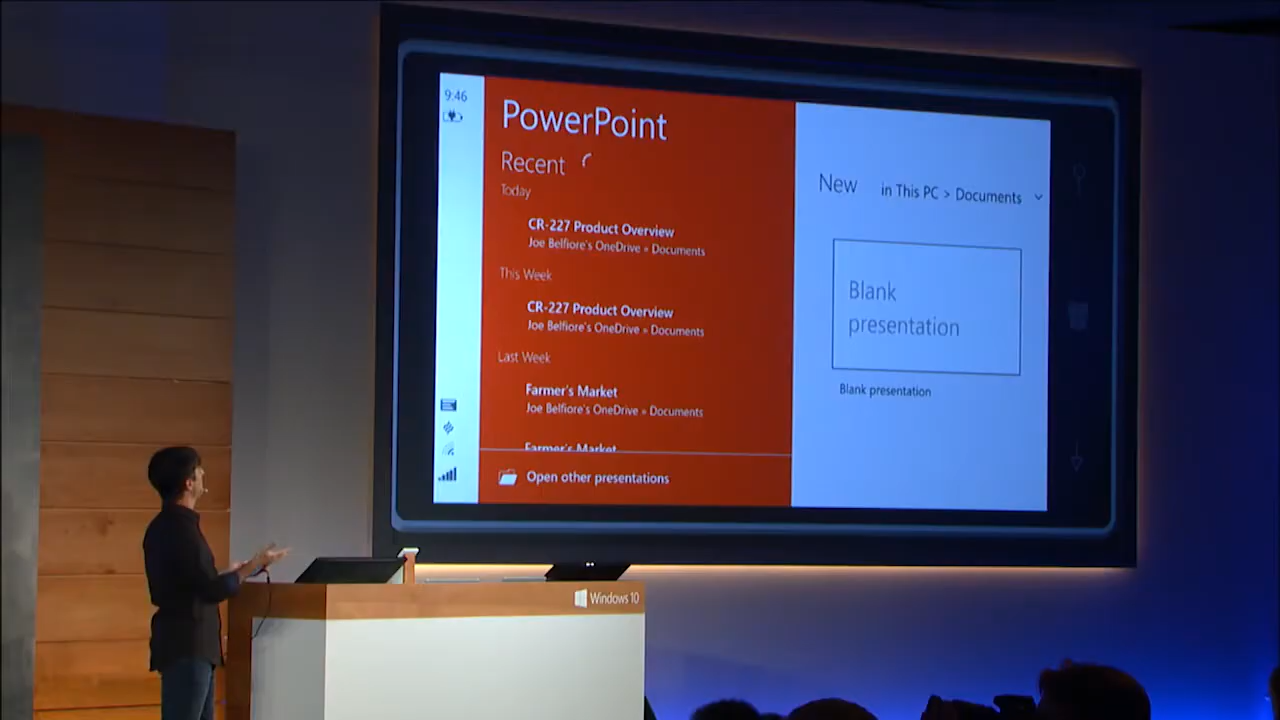 9:46
PowerPoint
Recent
Today
CR-227 Product Overview
Joe Belfiore's OneDrive » Documents
This Week
CR-227 Product Overview
Joe Belfiore's OneDrive » Documents
Last Week
Farmer's Market
Joe Belfiore's OneDrive » Documents
Farmer's Market
Open other presentations
New in This PC > Documents
Blank
presentation
Blank presentation
Windows 10